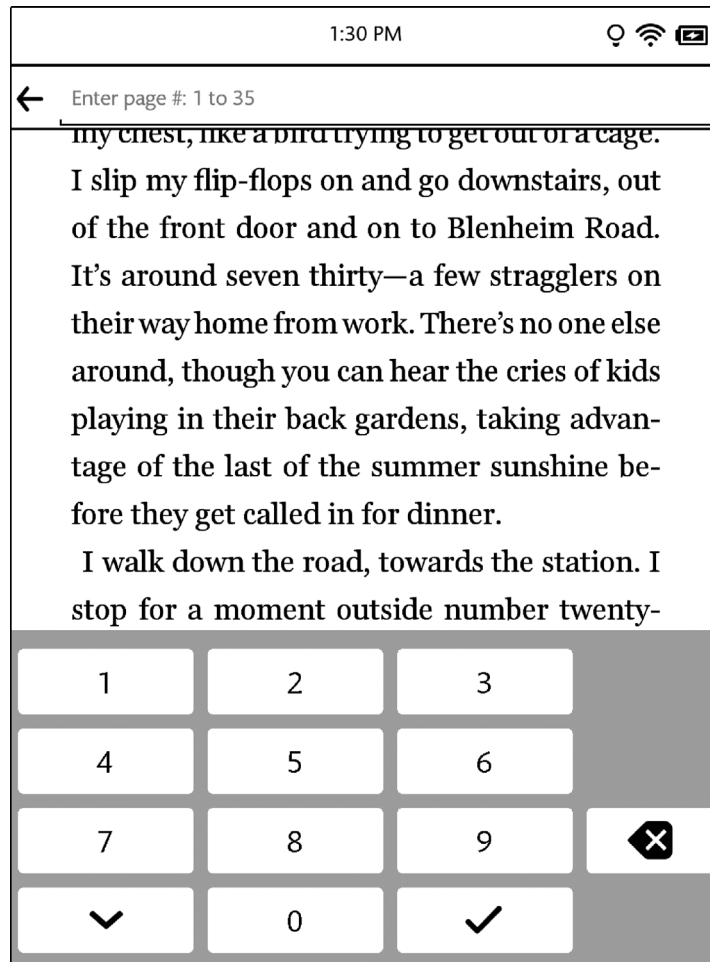 1:30 PM
Enter page #: 1 to 35
my chest, like a bird trying to get out of a cage.
I slip my flip-flops on and go downstairs, out
of the front door and on to Blenheim Road.
It’s around seven thirty—a few stragglers on
their way home from work. There’s no one else
around, though you can hear the cries of kids
playing in their back gardens, taking advan-
tage of the last of the summer sunshine be-
fore they get called in for dinner.
I walk down the road, towards the station. I
stop for a moment outside number twenty-
1 2 3
4 5 6
7 8 9
0